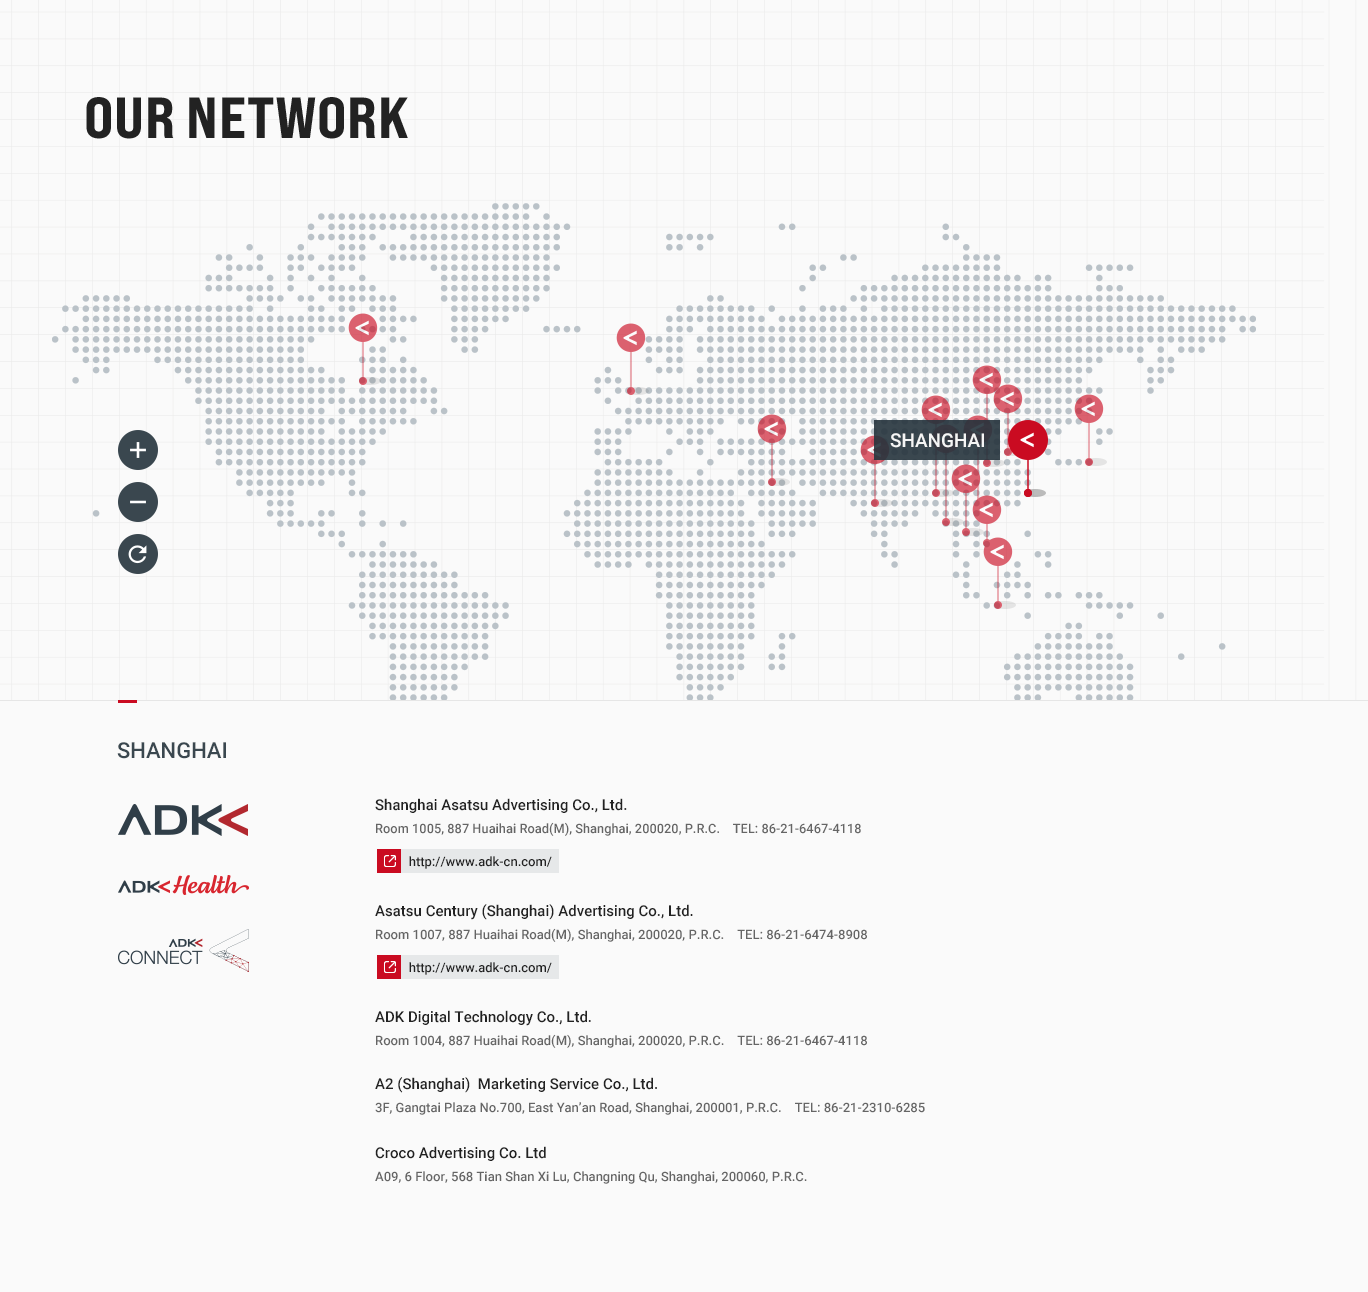 OUR NETWORK
SHANGHAI
SHANGHAI
ADK
ADK Health
ADK
CONNECT
Shanghai Asatsu Advertising Co., Ltd.
Room 1005, 887 Huaihai Road(M), Shanghai, 200020, P.R.C. TEL: 86-21-6467-4118
http://www.adk-cn.com/
Asatsu Century (Shanghai) Advertising Co., Ltd.
Room 1007, 887 Huaihai Road(M), Shanghai, 200020, P.R.C. TEL: 86-21-6474-8908
http://www.adk-cn.com/
ADK Digital Technology Co., Ltd.
Room 1004, 887 Huaihai Road(M), Shanghai, 200020, P.R.C. TEL: 86-21-6467-4118
A2 (Shanghai) Marketing Service Co., Ltd.
3F, Gangtai Plaza No.700, East Yan’an Road, Shanghai, 200001, P.R.C. TEL: 86-21-2310-6285
Croco Advertising Co. Ltd
A09, 6 Floor, 568 Tian Shan Xi Lu, Changning Qu, Shanghai, 200060, P.R.C.